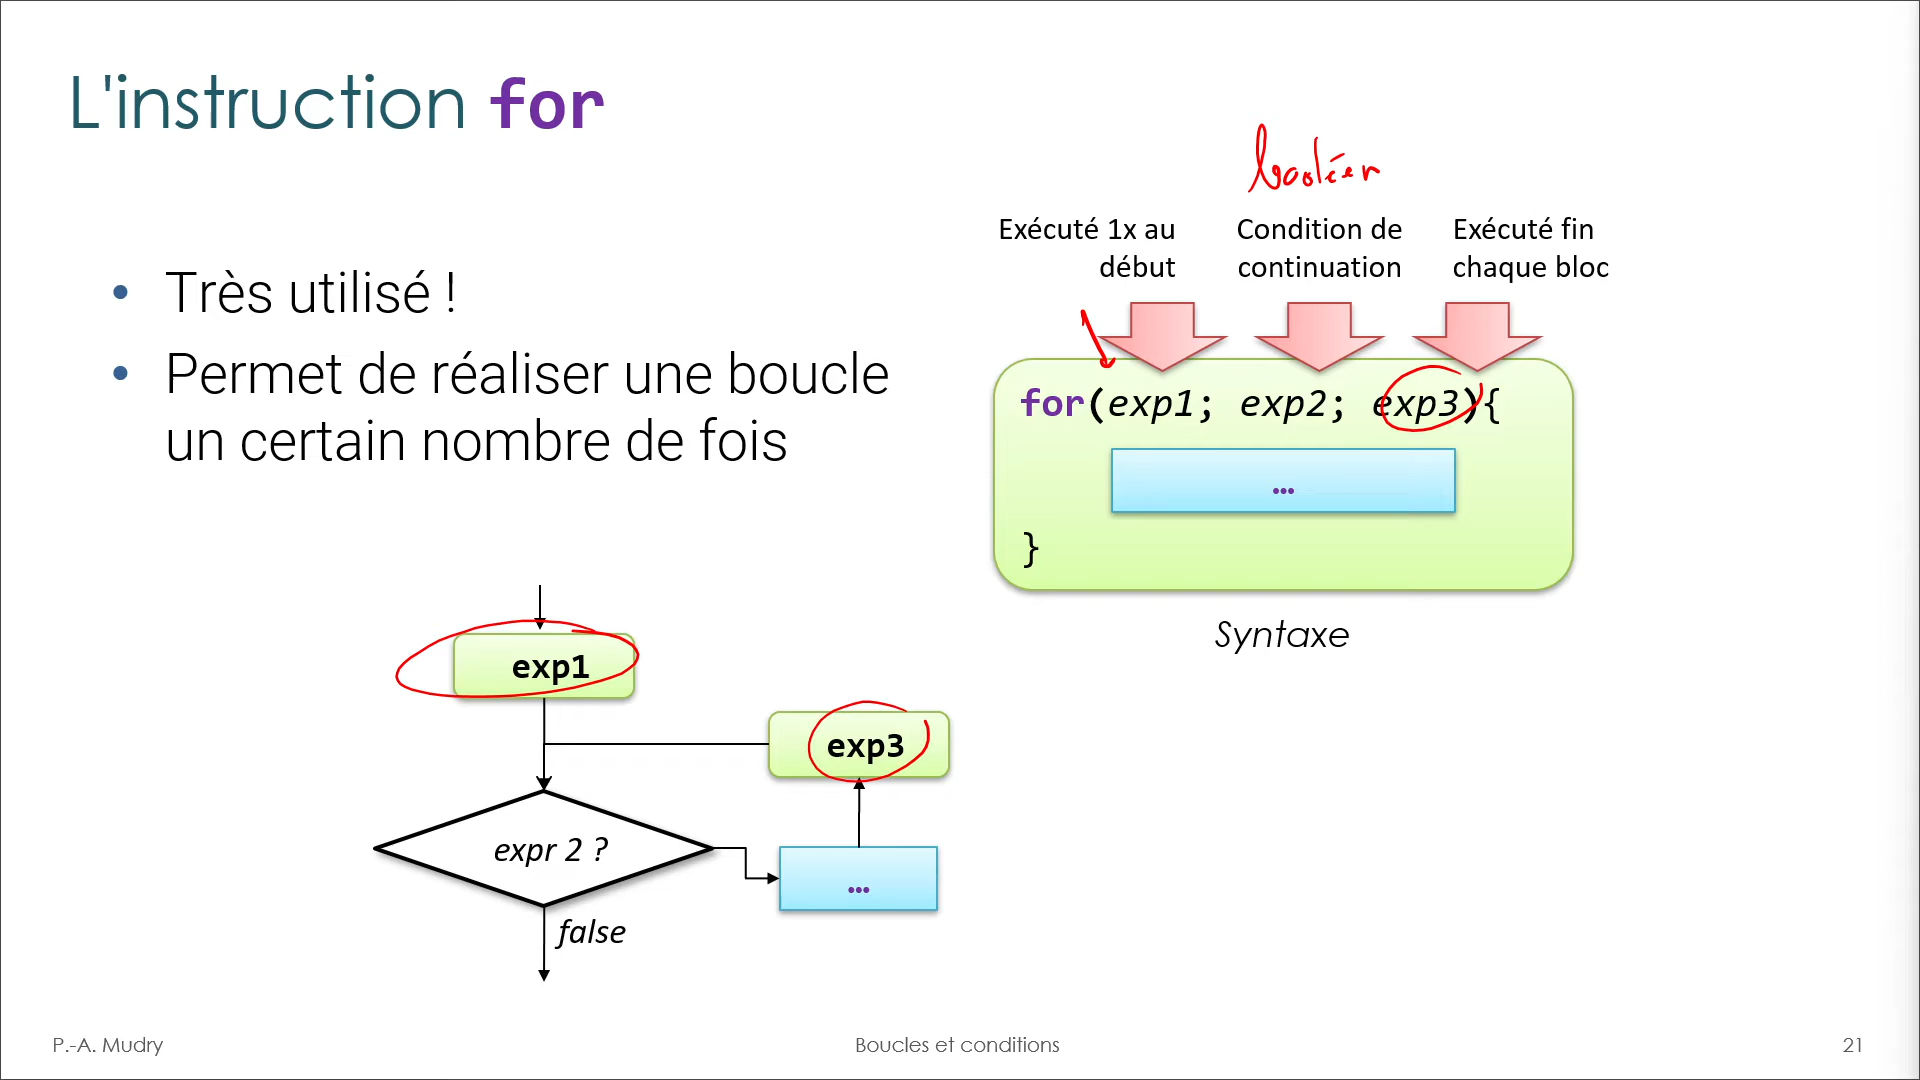 L'instruction for
• Très utilisé !
• Permet de réaliser une boucle
un certain nombre de fois
booléen
Exécuté 1x au
début
Condition de
continuation
Exécuté fin
chaque bloc
for(exp1; exp2; exp3){
...
}
Syntaxe
exp1
exp3
expr 2 ?
...
false
P.-A. Mudry
Boucles et conditions
21